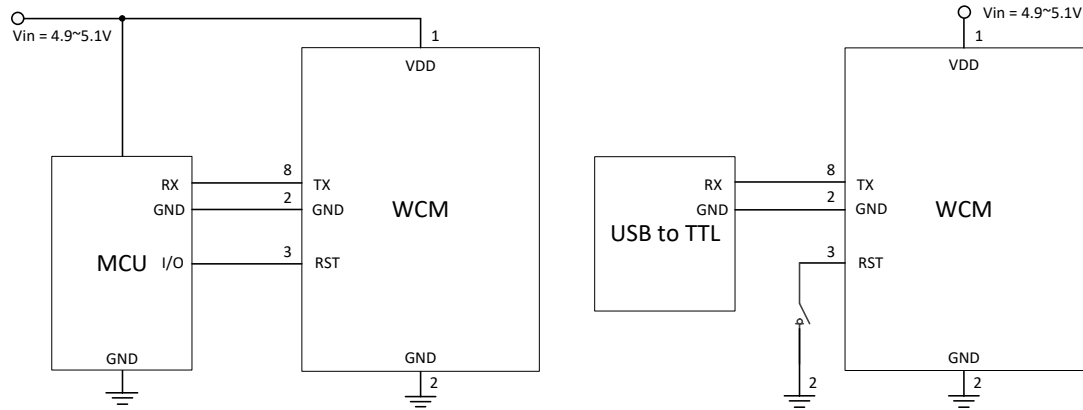 Vin = 4.9~5.1V
1
VDD
RX
8
TX
GND
2
GND
WCM
MCU
I/O
3
RST
GND
GND
2
Vin = 4.9~5.1V
1
VDD
RX
8
TX
GND
2
GND
WCM
USB to TTL
3
RST
2
GND
2